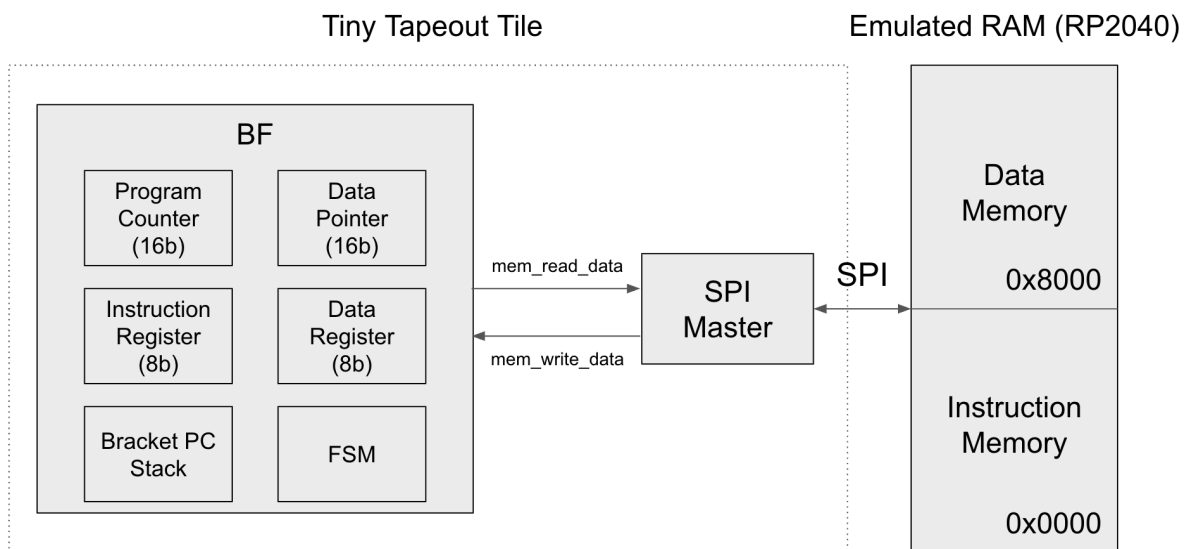 Tiny Tapeout Tile
Emulated RAM (RP2040)
BF
Program
Counter
(16b)
Data
Pointer
(16b)
Instruction
Register
(8b)
Data
Register
(8b)
Bracket PC
Stack
FSM
mem_read_data
mem_write_data
SPI
Master
SPI
Data
Memory
0x8000
Instruction
Memory
0x0000